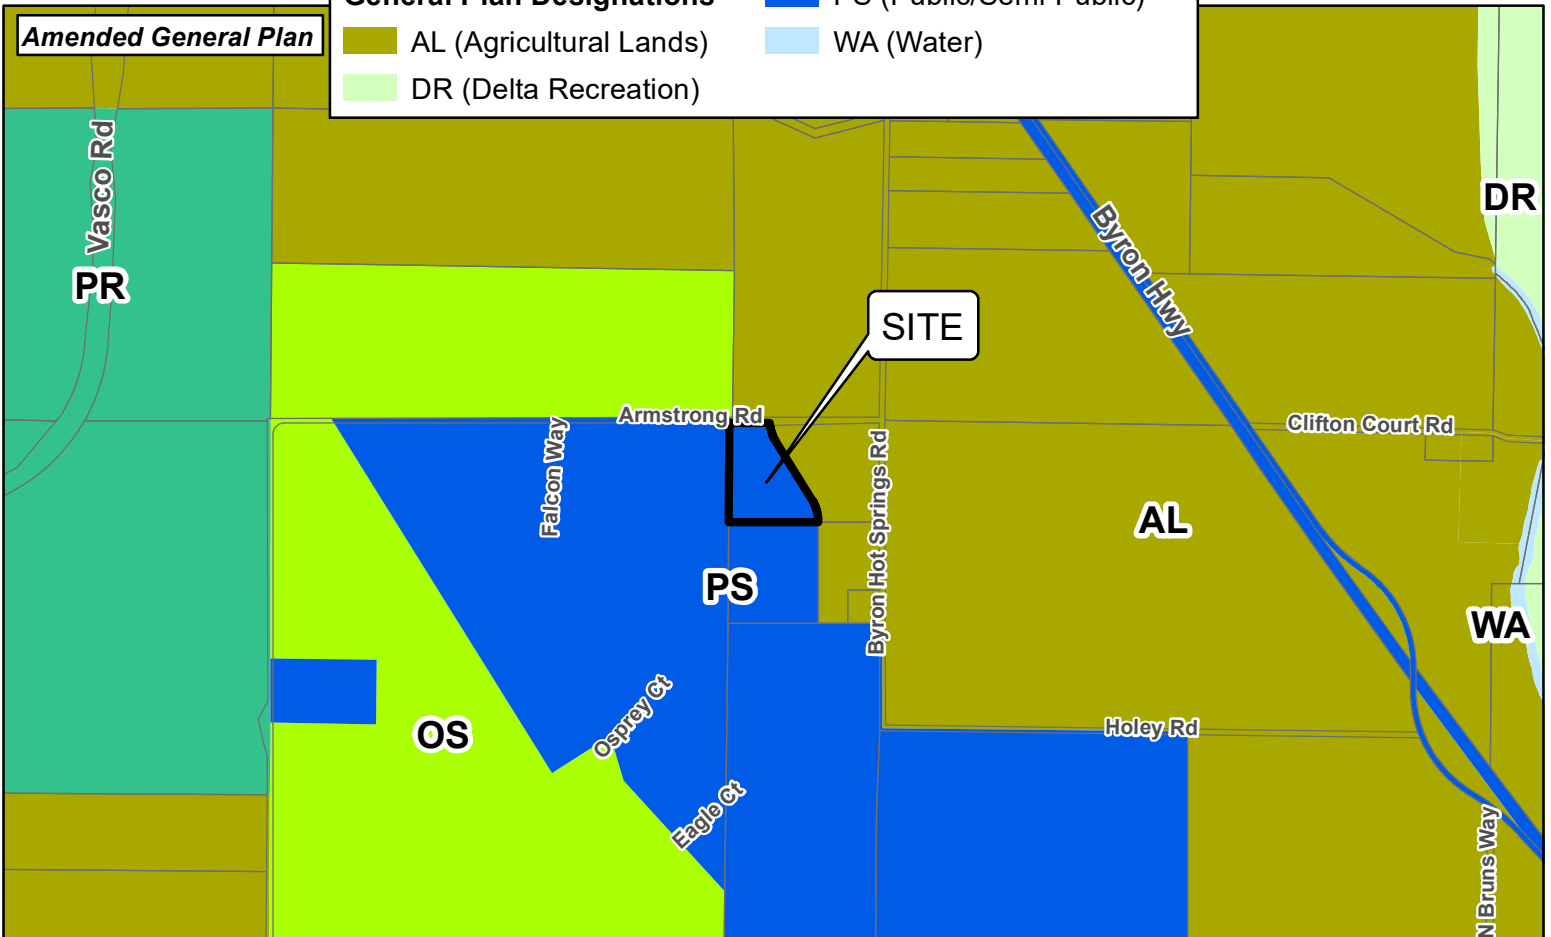 General Plan Designations
PS (Public/Semi-Public)
Amended General Plan
AL (Agricultural Lands)
WA (Water)
DR (Delta Recreation)
Vasco Rd
DR
Byron Hwy
PR
SITE
Armstrong Rd
Clifton Court Rd
Falcon Way
Byron Hot Springs Rd
AL
PS
WA
Osprey Ct
OS
Holey Rd
Eagle Ct
N Bruns Way